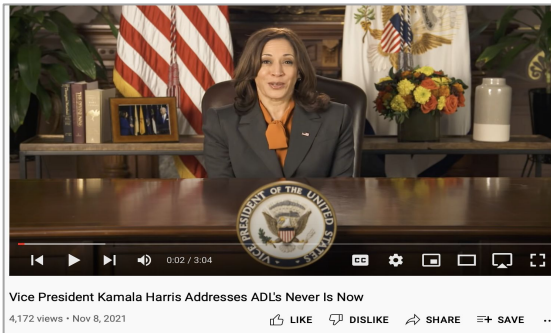 VICE PRESIDENT OF THE UNITED STATES
CC
0:02 / 3:04
Vice President Kamala Harris Addresses ADL's Never Is Now
4,172 views • Nov 8, 2021
LIKE DISLIKE SHARE SAVE